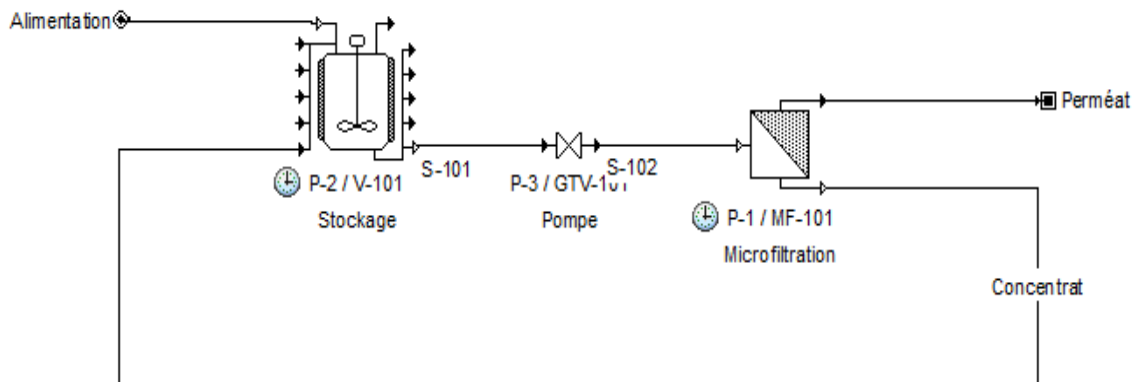 Alimentation
Perméat
S-101
S-102
P-2 / V-101
Stockage
P-3 / GTV-101
Pompe
P-1 / MF-101
Microfiltration
Concentrat